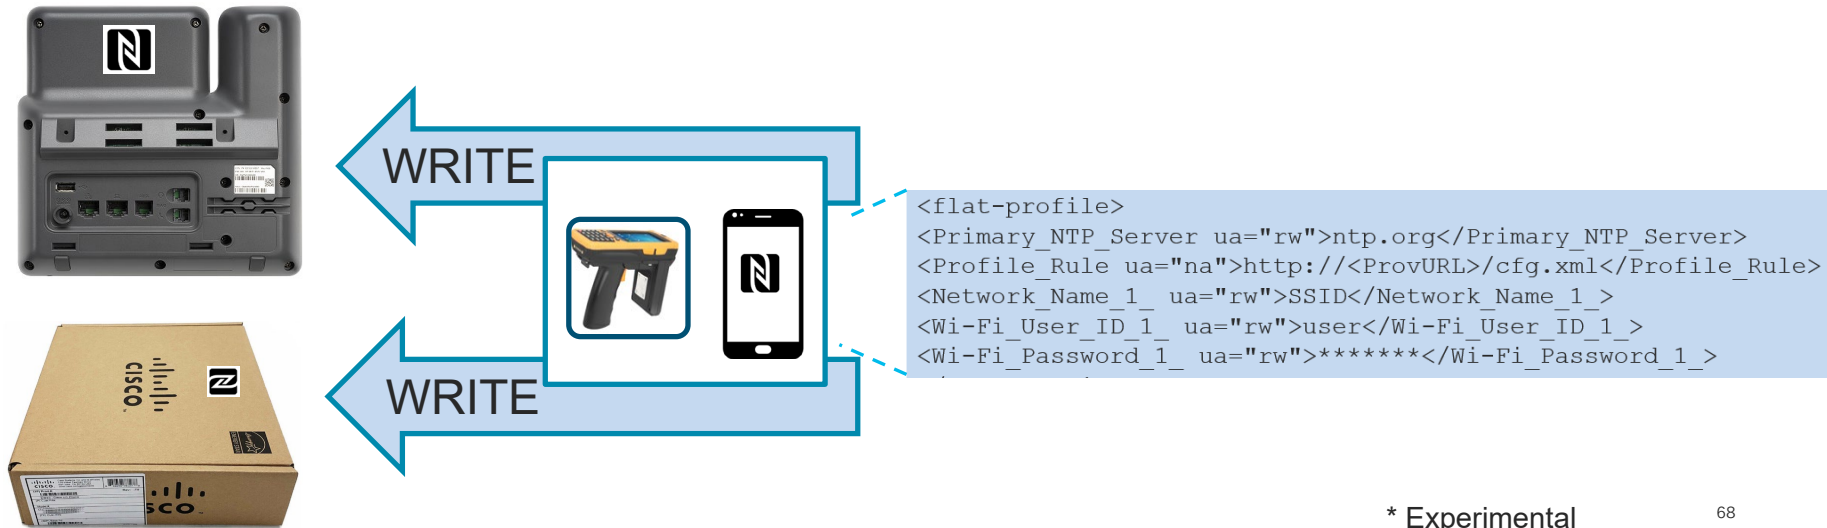 WRITE
WRITE
<flat-profile>
<Primary_NTP_Server ua="rw">ntp.org</Primary_NTP_Server>
<Profile_Rule ua="na">http://<ProvURL>/cfg.xml</Profile_Rule>
<Network_Name_1_ ua="rw">SSID</Network_Name_1_>
<Wi-Fi_User_ID_1_ ua="rw">user</Wi-Fi_User_ID_1_>
<Wi-Fi_Password_1_ ua="rw">*******</Wi-Fi_Password_1_>
CISCO
CISCO
SCO
* Experimental
68